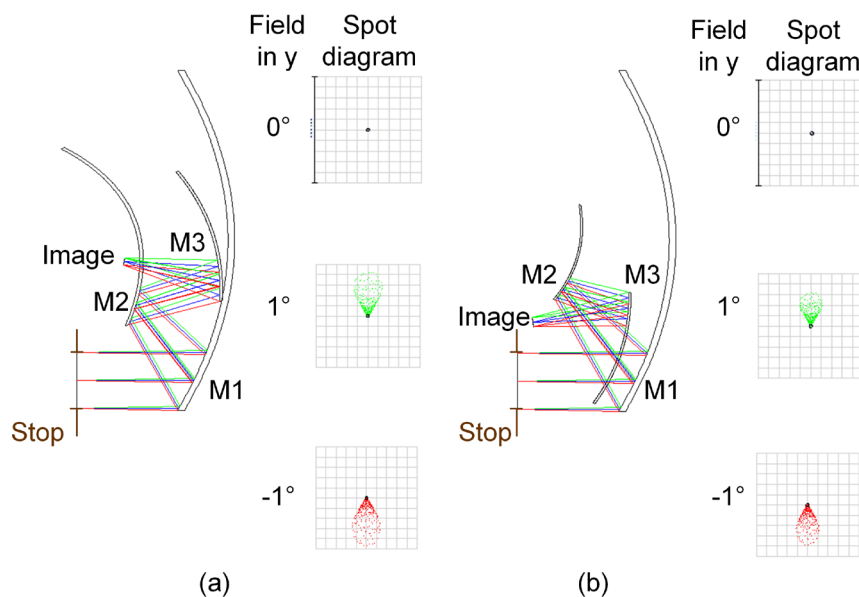 Field in y
Spot diagram
0°
M3
Image
M2
1°
M1
Stop
-1°
(a)
Field in y
Spot diagram
0°
M2
M3
Image
1°
M1
Stop
-1°
(b)